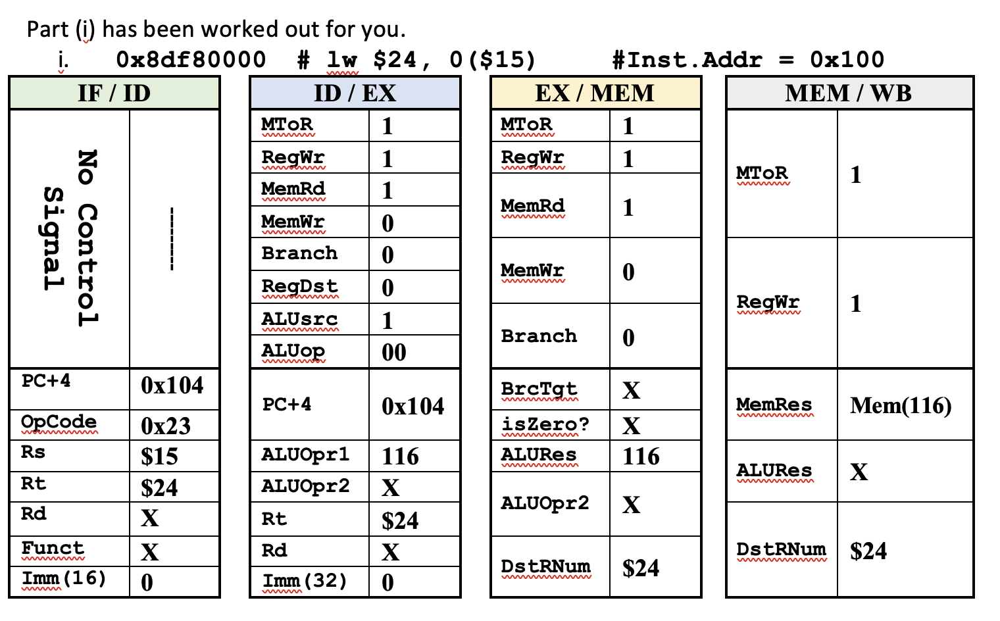 Part (i) has been worked out for you.
i. 0x8df80000 # lw $24, 0($15) #Inst.Addr = 0x100
IF / ID
No Control
Signal
--------
PC+4 0x104
OpCode 0x23
Rs $15
Rt $24
Rd X
Funct X
Imm(16) 0
ID / EX
MToR 1
RegWr 1
MemRd 1
MemWr 0
Branch 0
RegDst 0
ALUsrc 1
ALUop 00
PC+4 0x104
ALUOpr1 116
ALUOpr2 X
Rt $24
Rd X
Imm(32) 0
EX / MEM
MToR 1
RegWr 1
MemRd 1
MemWr 0
Branch 0
BrcTgt X
isZero? X
ALURes 116
ALUOpr2 X
DstRNum $24
MEM / WB
MToR 1
RegWr 1
MemRes Mem(116)
ALURes X
DstRNum $24